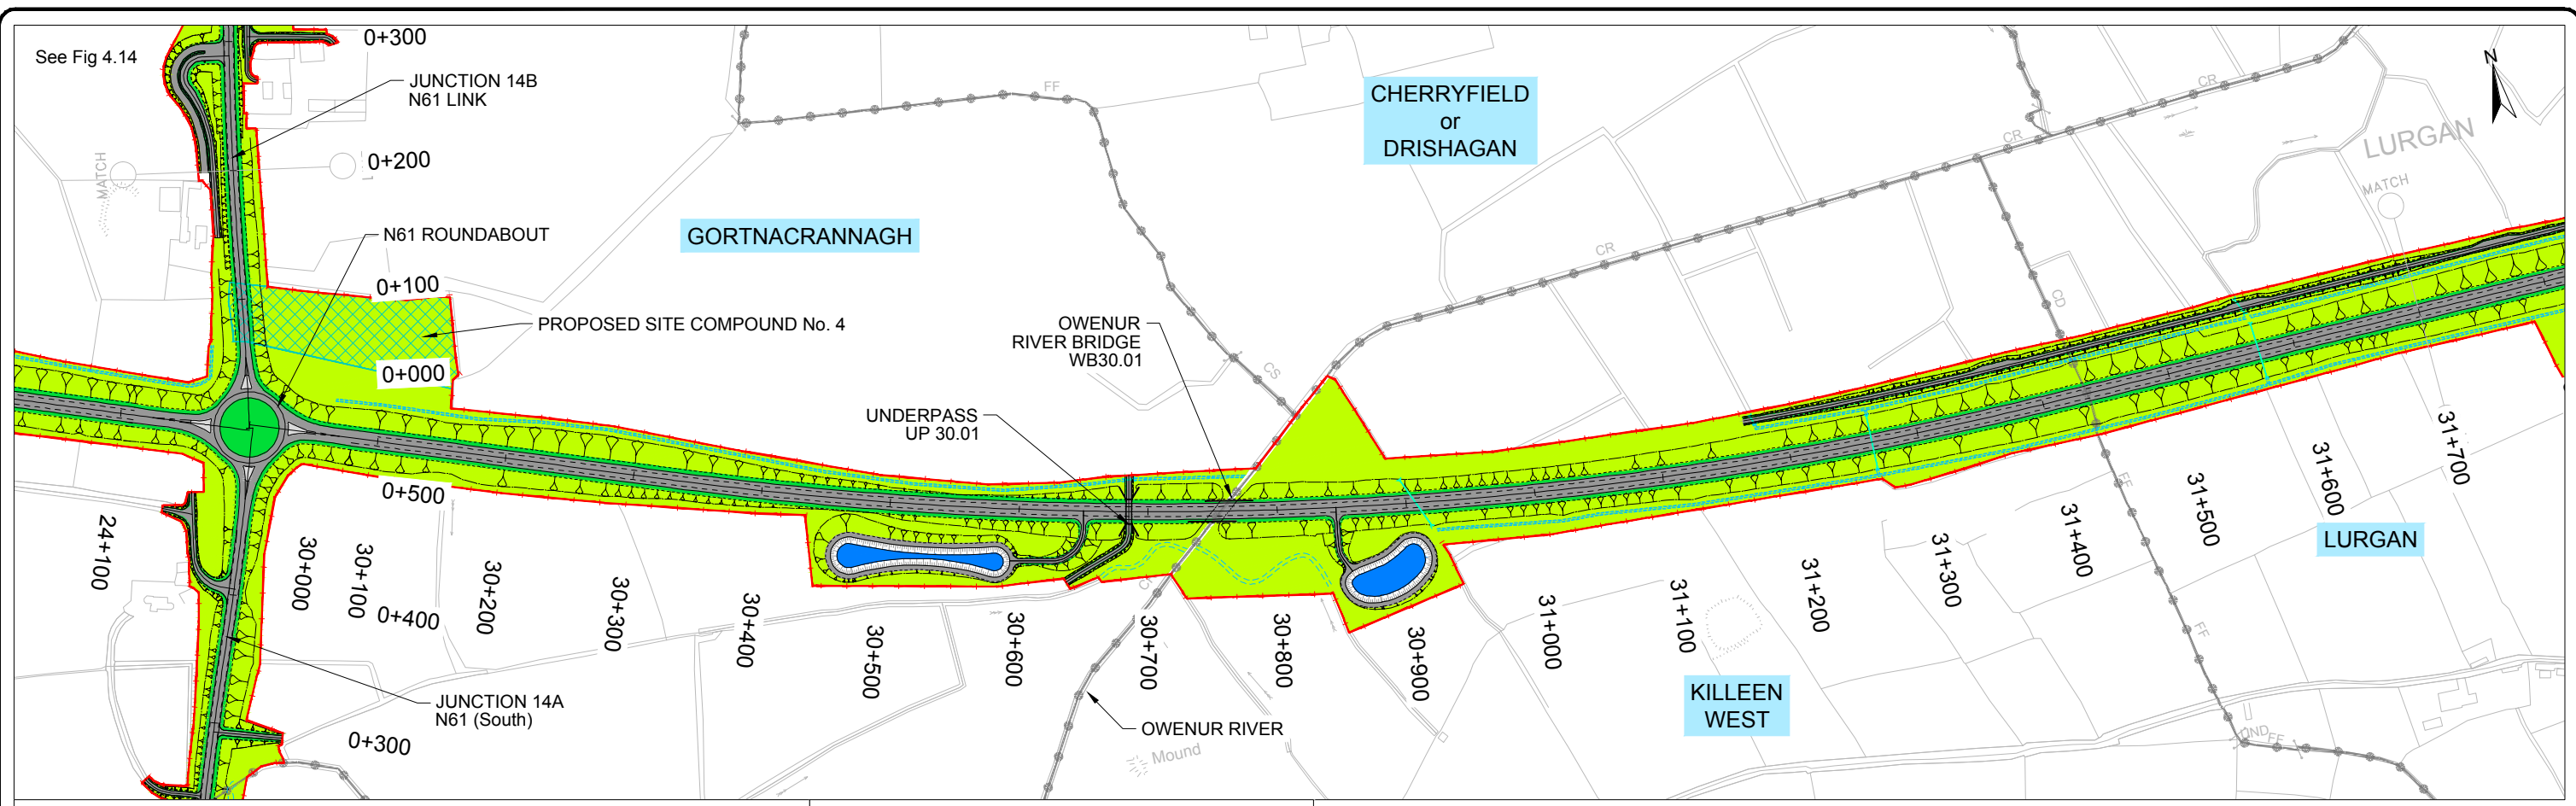 See Fig 4.14
0+300
JUNCTION 14B
N61 LINK
0+200
MATCH
N61 ROUNDABOUT
0+100
PROPOSED SITE COMPOUND No. 4
0+000
GORTNACRANNAGH
FF
CHERRYFIELD
or
DRISHAGAN
CR
CR
CR
N
LURGAN
MATCH
CS
CD
OWENUR
RIVER BRIDGE
WB30.01
UNDERPASS
UP 30.01
0+500
24+100
30+000
30+100
0+400
30+200
30+300
30+400
30+500
30+600
30+700
30+800
30+900
31+000
31+100
31+200
31+300
31+400
31+500
31+600
31+700
LURGAN
KILLEEN
WEST
JUNCTION 14A
N61 (South)
0+300
OWENUR RIVER
Mound
FF
FF
UND
FF